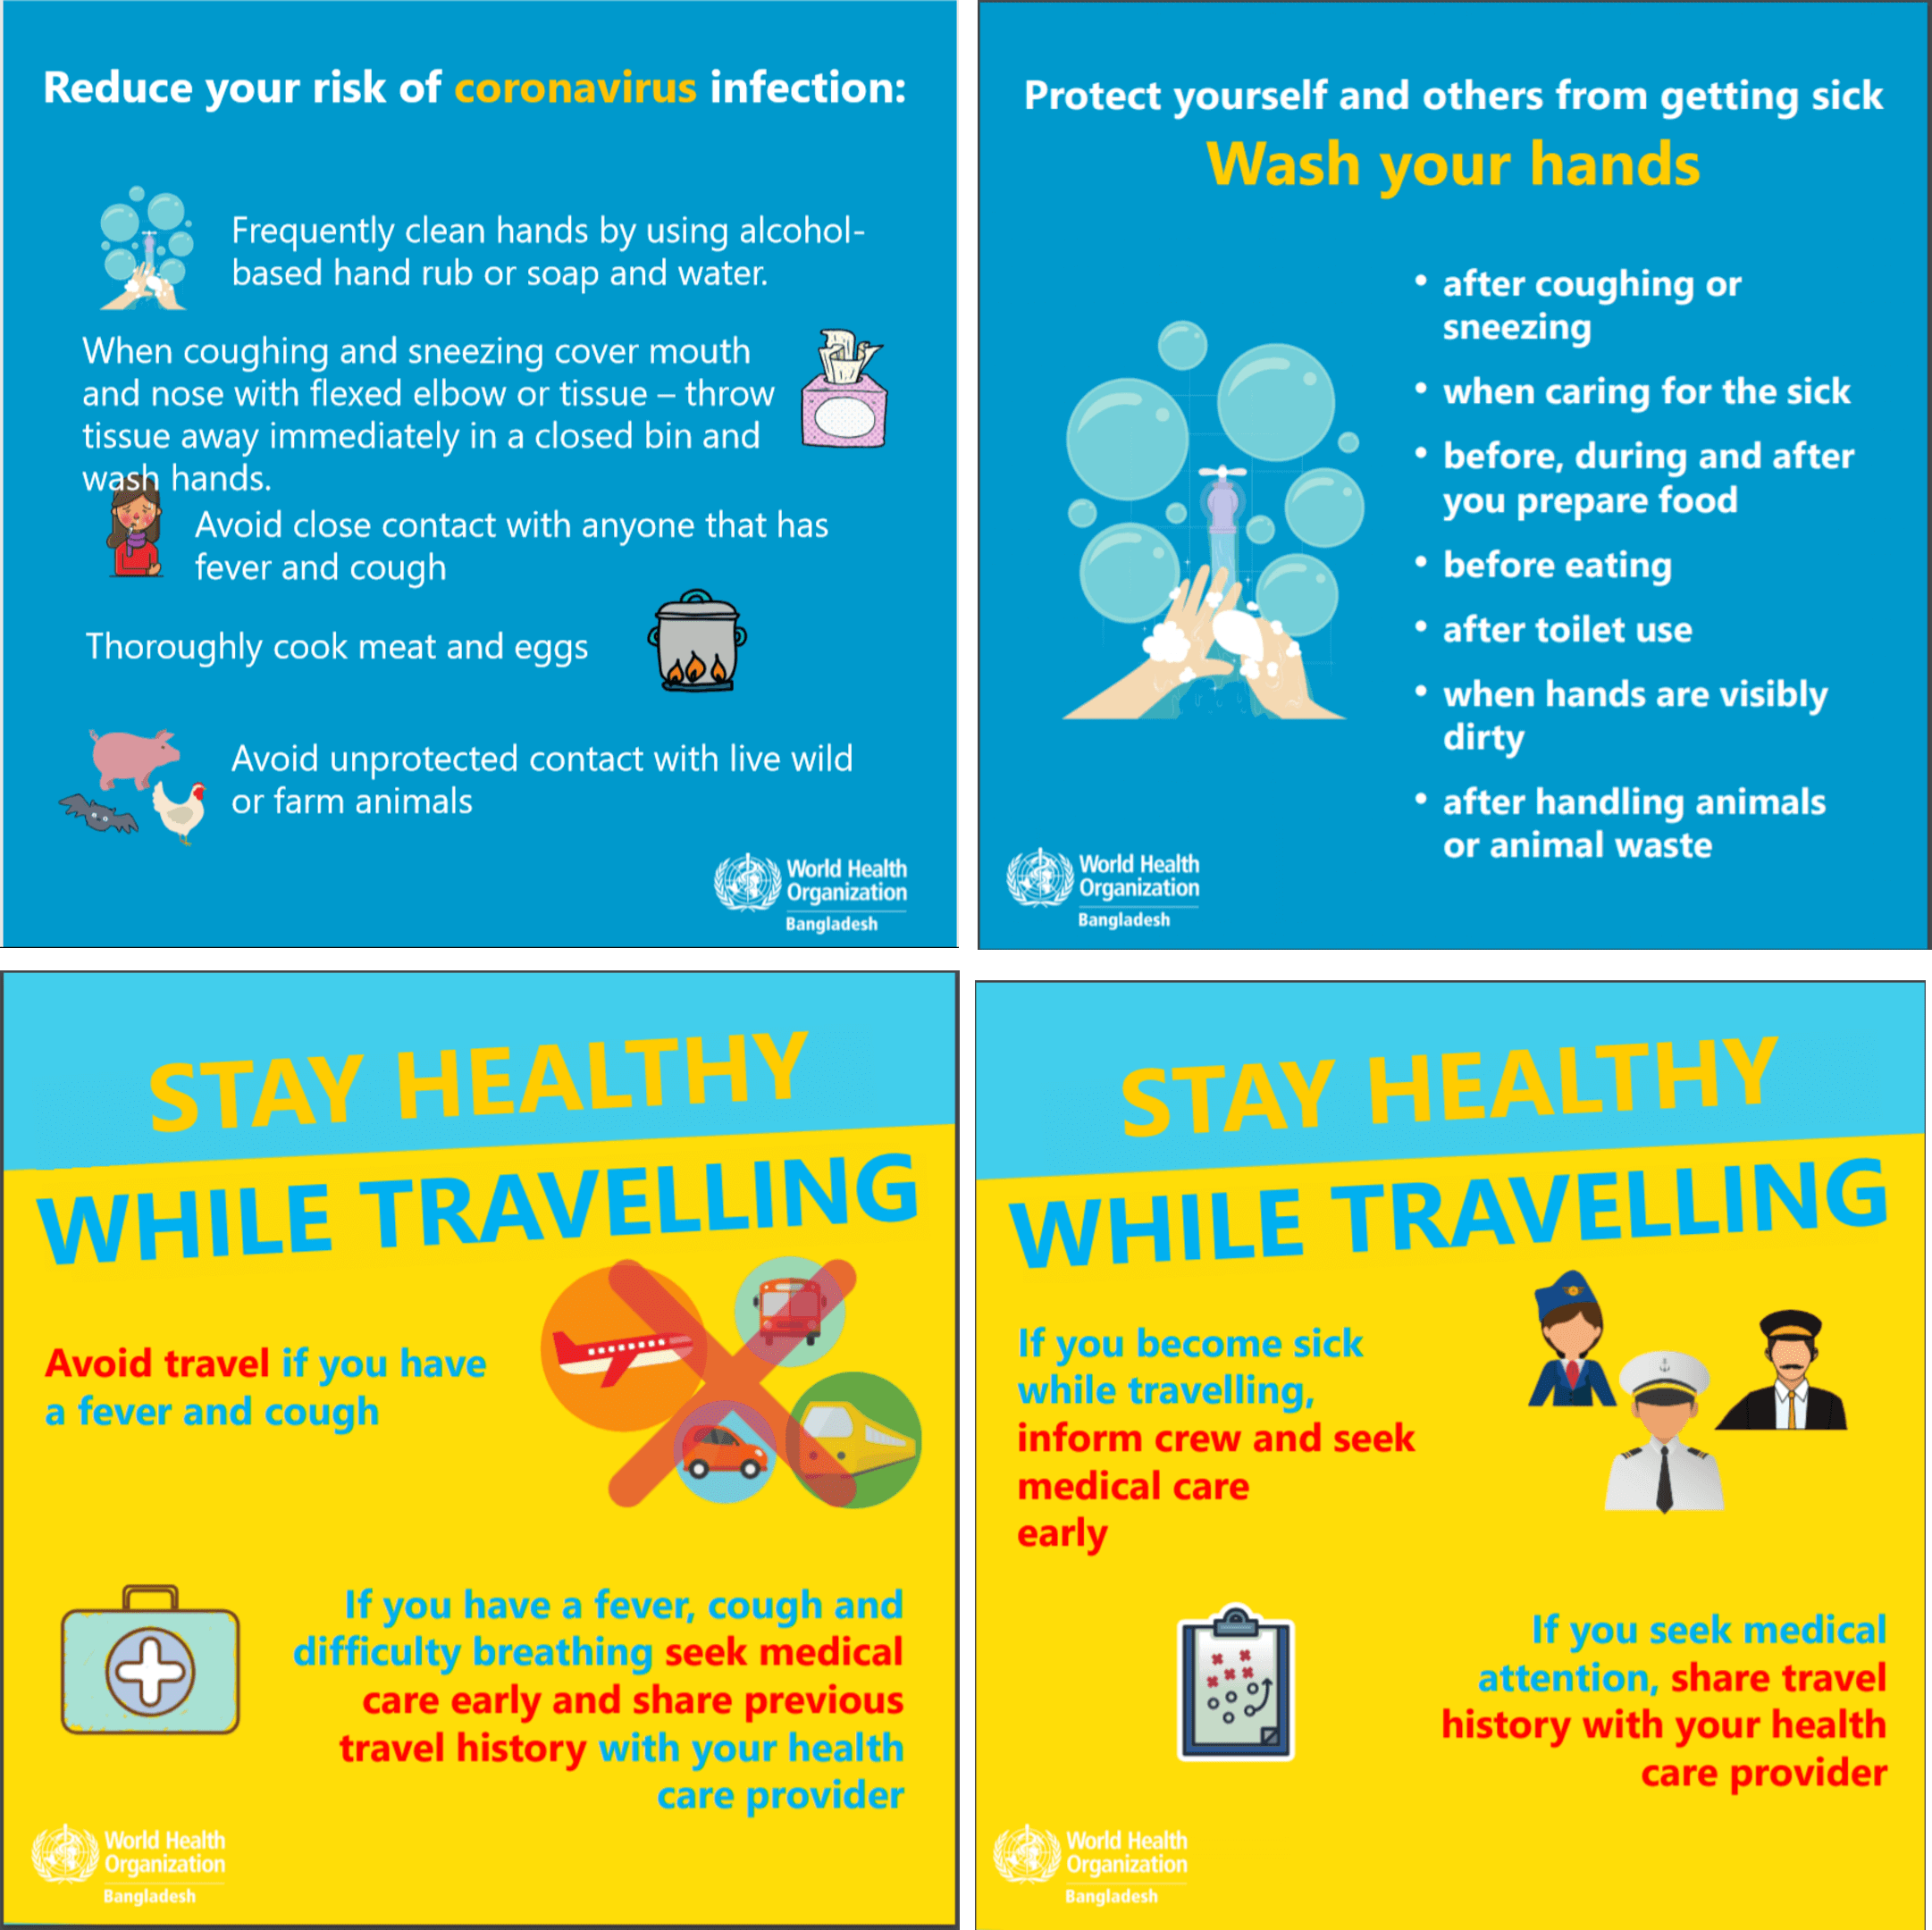 Reduce your risk of coronavirus infection:
Frequently clean hands by using alcohol-
based hand rub or soap and water.
When coughing and sneezing cover mouth
and nose with flexed elbow or tissue – throw
tissue away immediately in a closed bin and
wash hands.
Avoid close contact with anyone that has
fever and cough
Thoroughly cook meat and eggs
Avoid unprotected contact with live wild
or farm animals
World Health
Organization
Bangladesh
Protect yourself and others from getting sick
Wash your hands
• after coughing or
sneezing
• when caring for the sick
• before, during and after
you prepare food
• before eating
• after toilet use
• when hands are visibly
dirty
• after handling animals
or animal waste
World Health
Organization
Bangladesh
STAY HEALTHY
WHILE TRAVELLING
Avoid travel if you have
a fever and cough
If you have a fever, cough and
difficulty breathing seek medical
care early and share previous
travel history with your health
care provider
World Health
Organization
Bangladesh
STAY HEALTHY
WHILE TRAVELLING
If you become sick
while travelling,
inform crew and seek
medical care
early
If you seek medical
attention, share travel
history with your health
care provider
World Health
Organization
Bangladesh